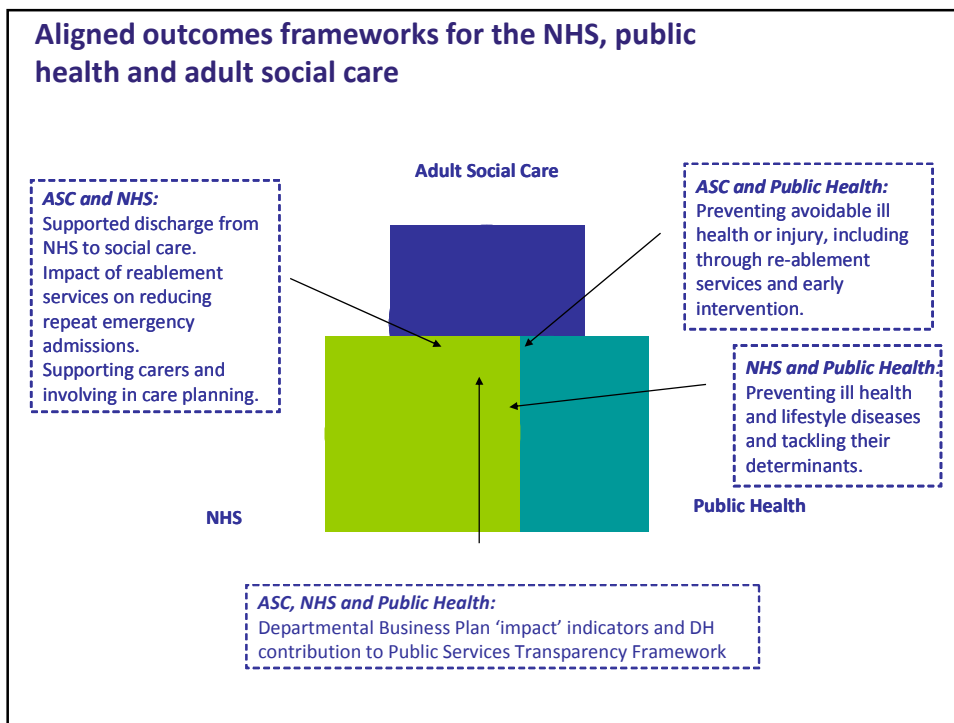 Aligned outcomes frameworks for the NHS, public
health and adult social care
Adult Social Care
ASC and NHS:
Supported discharge from
NHS to social care.
Impact of reablement
services on reducing
repeat emergency
admissions.
Supporting carers and
involving in care planning.
ASC and Public Health:
Preventing avoidable ill
health or injury, including
through re-ablement
services and early
intervention.
NHS and Public Health:
Preventing ill health
and lifestyle diseases
and tackling their
determinants.
NHS
Public Health
ASC, NHS and Public Health:
Departmental Business Plan ‘impact’ indicators and DH
contribution to Public Services Transparency Framework